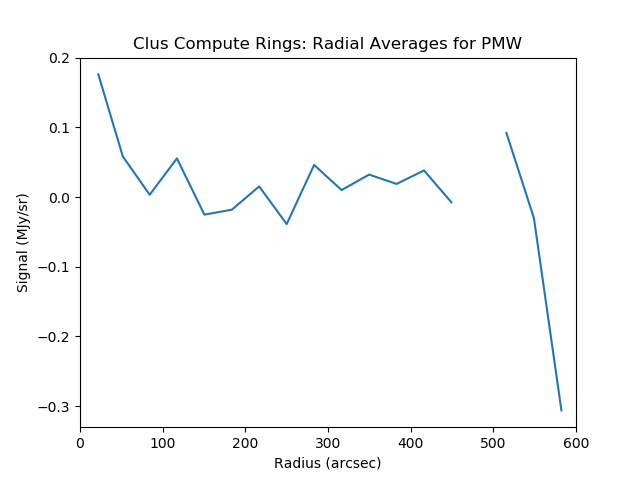 Clus Compute Rings: Radial Averages for PMW
0.2
0.1
0.0
−0.1
−0.2
−0.3
Signal (MJy/sr)
0 100 200 300 400 500 600
Radius (arcsec)